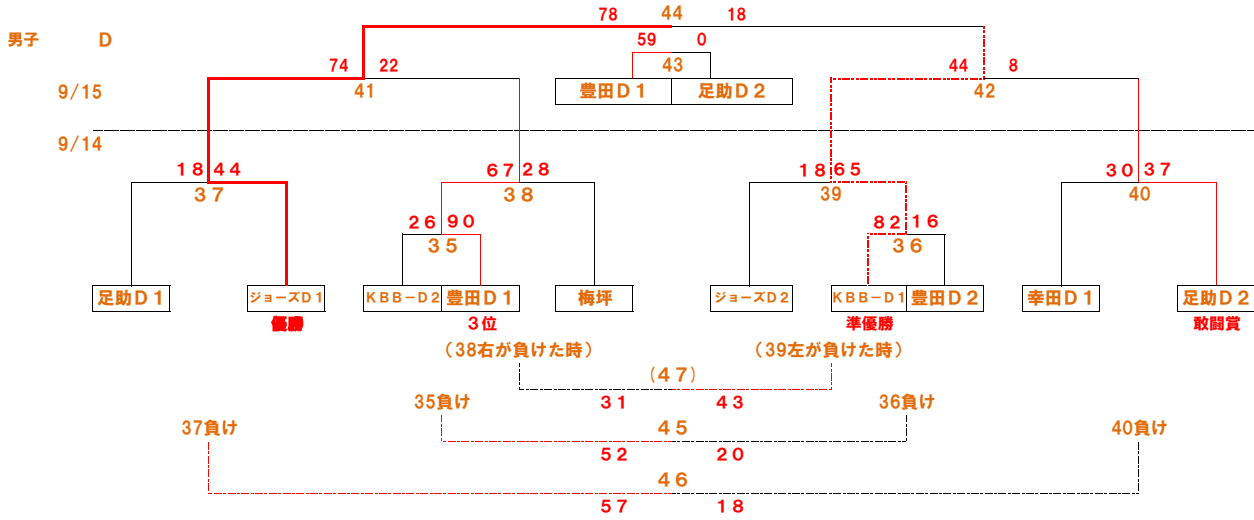 78 44 18
男子 D
59 0
74 22 43 44 8
9/15 41 豊田D1 足助D2 42
9/14
18 44 67 28 18 65 30 37
37 38 39 40
26 90 82 16
35 36
足助D1 ジョーズD1 KBB-D2 豊田D1 梅坪 ジョーズD2 KBB-D1 豊田D2 幸田D1 足助D2
優勝 3位 準優勝 敢闘賞
(38右が負けた時) (39左が負けた時)
(47)
35負け 31 43 36負け
37負け 45 40負け
52 20
46
57 18